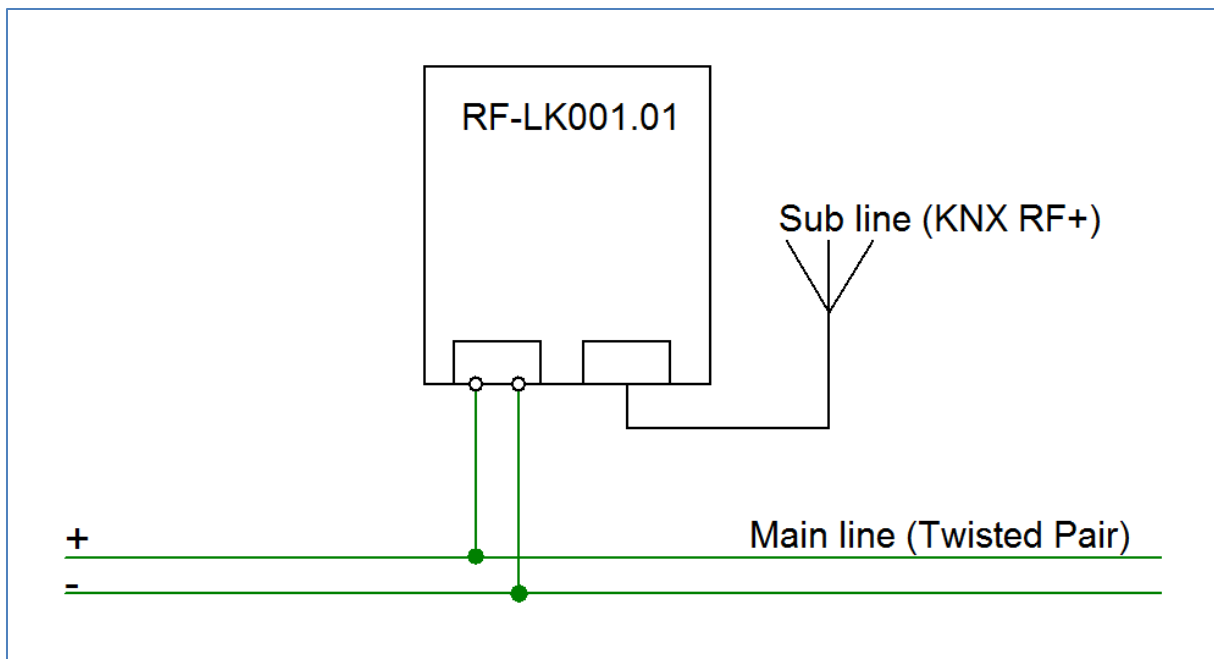 RF-LK001.01
Sub line (KNX RF+)
+
Main line (Twisted Pair)
-